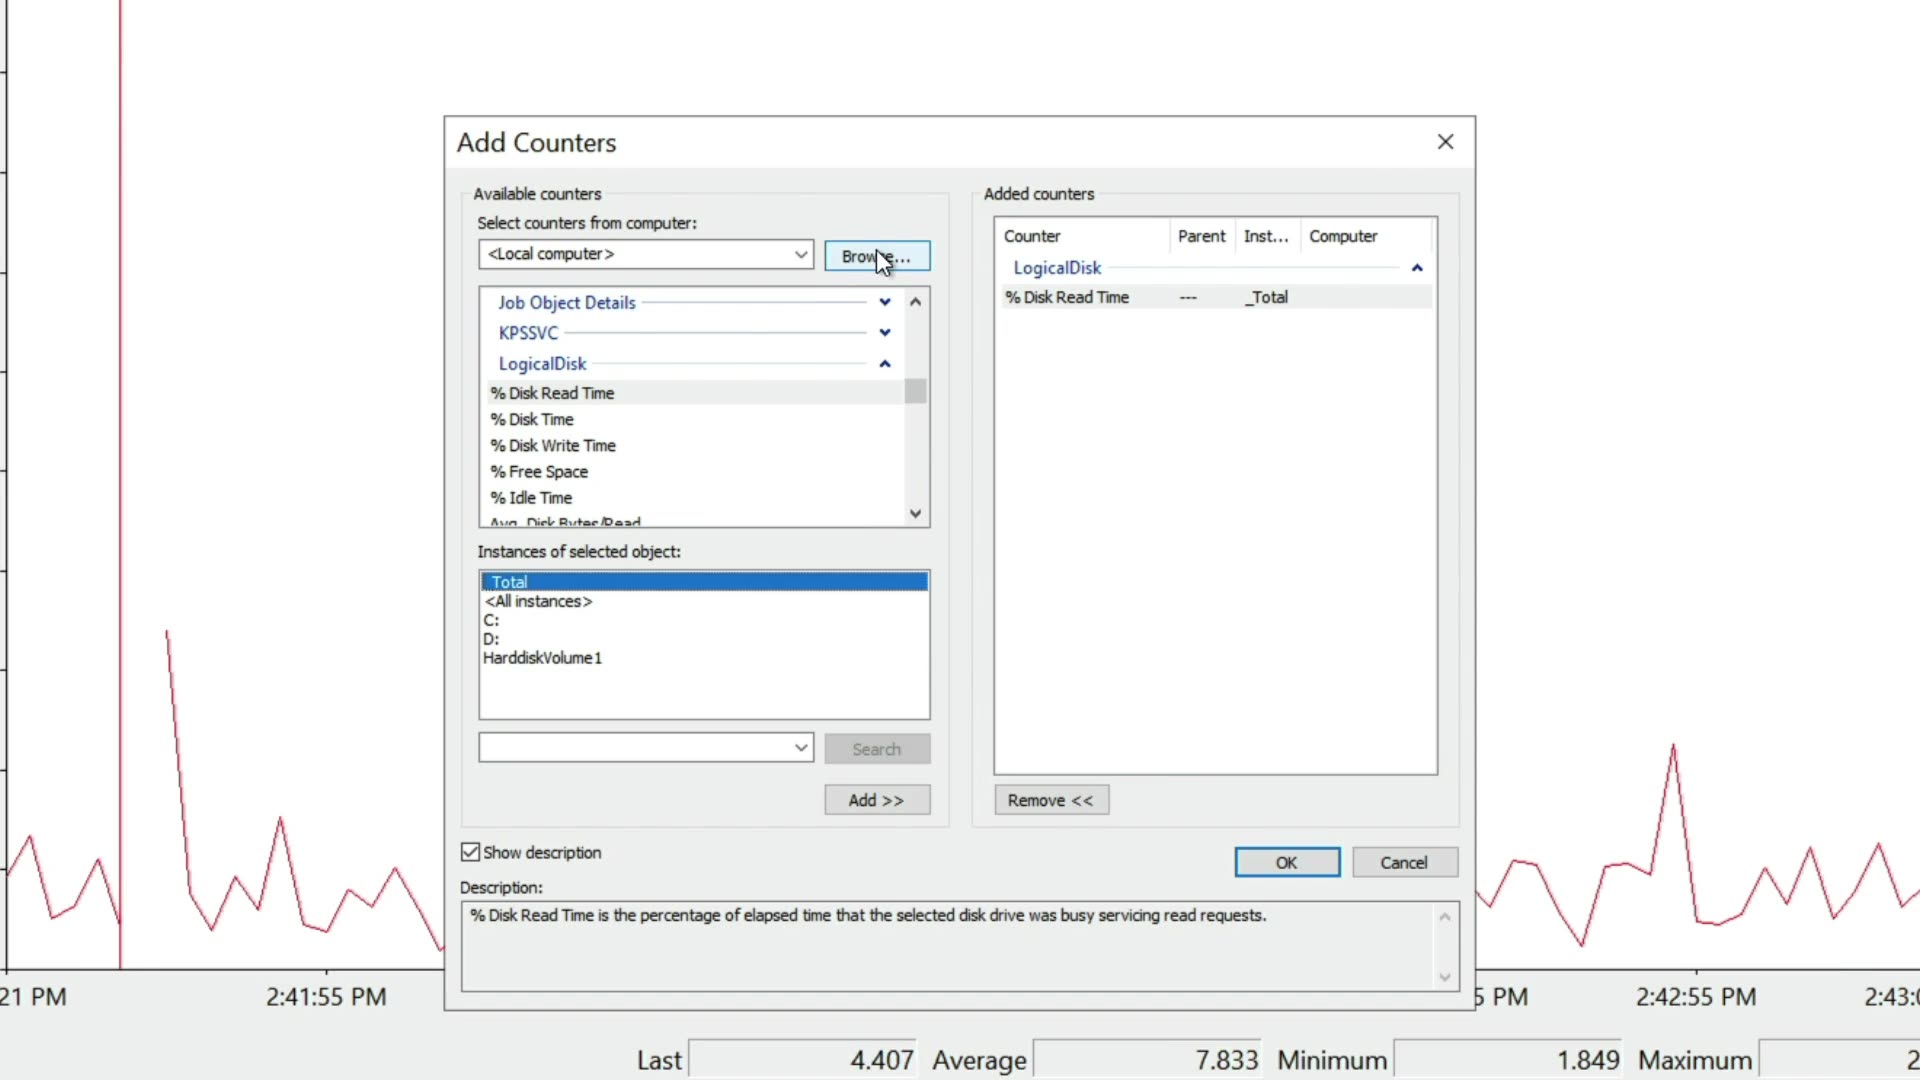 Add Counters
Available counters
Select counters from computer:
<Local computer>
Job Object Details
KPSSVC
LogicalDisk
% Disk Read Time
% Disk Time
% Disk Write Time
% Free Space
% Idle Time
Avg. Disk Bytes/Read
Instances of selected object:
_Total
<All instances>
C:
D:
HarddiskVolume1
Search
Add >>
Added counters
Counter Parent Inst... Computer
LogicalDisk
% Disk Read Time --- _Total
Remove <<
Show description
OK Cancel
Description:
% Disk Read Time is the percentage of elapsed time that the selected disk drive was busy servicing read requests.
21 PM 2:41:55 PM 5 PM 2:42:55 PM 2:43:
Last 4.407 Average 7.833 Minimum 1.849 Maximum 2